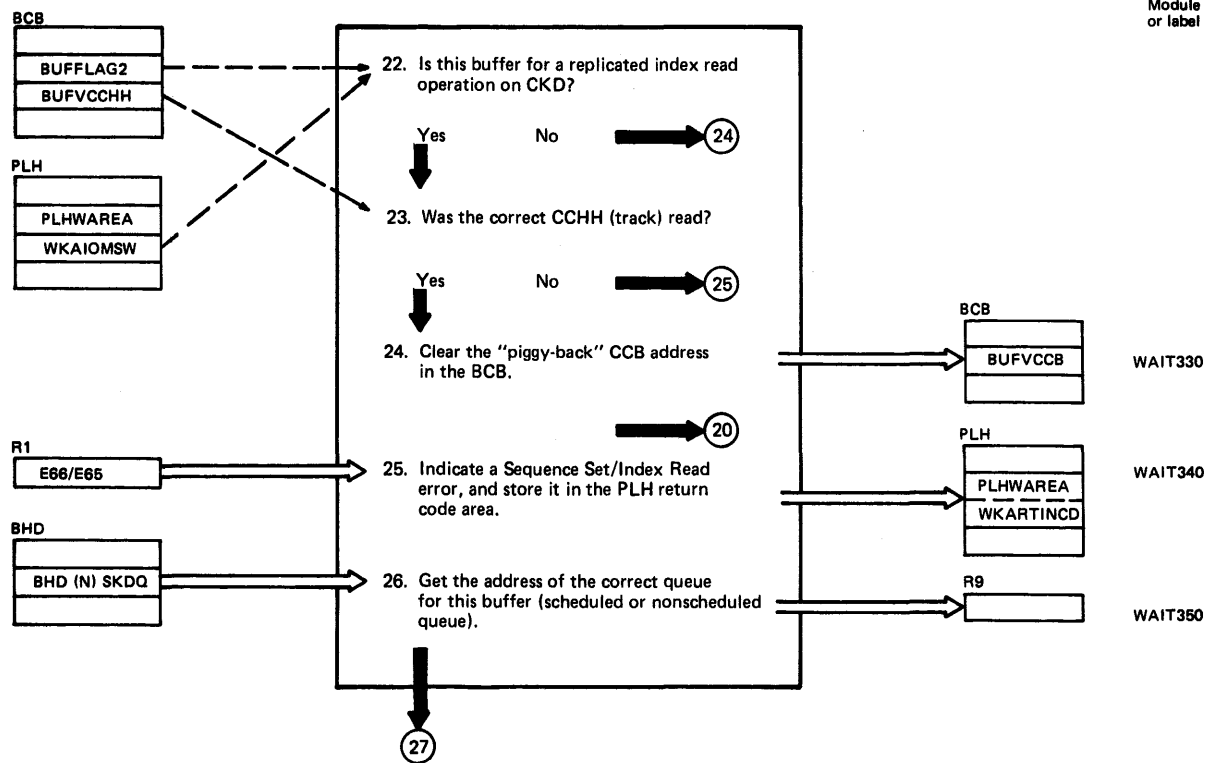 Module
or label
BCB
BUFFLAG2
BUFVCCHH
PLH
PLHWAREA
WKAIOMSW
22. Is this buffer for a replicated index read
operation on CKD?
Yes No 24
23. Was the correct CCHH (track) read?
Yes No 25
24. Clear the "piggy-back" CCB address
in the BCB.
BCB
BUFVCCB
WAIT330
20
R1
E66/E65
25. Indicate a Sequence Set/Index Read
error, and store it in the PLH return
code area.
PLH
PLHWAREA
WKARTINCD
WAIT340
BHD
BHD (N) SKDQ
26. Get the address of the correct queue
for this buffer (scheduled or nonscheduled
queue).
R9
WAIT350
27